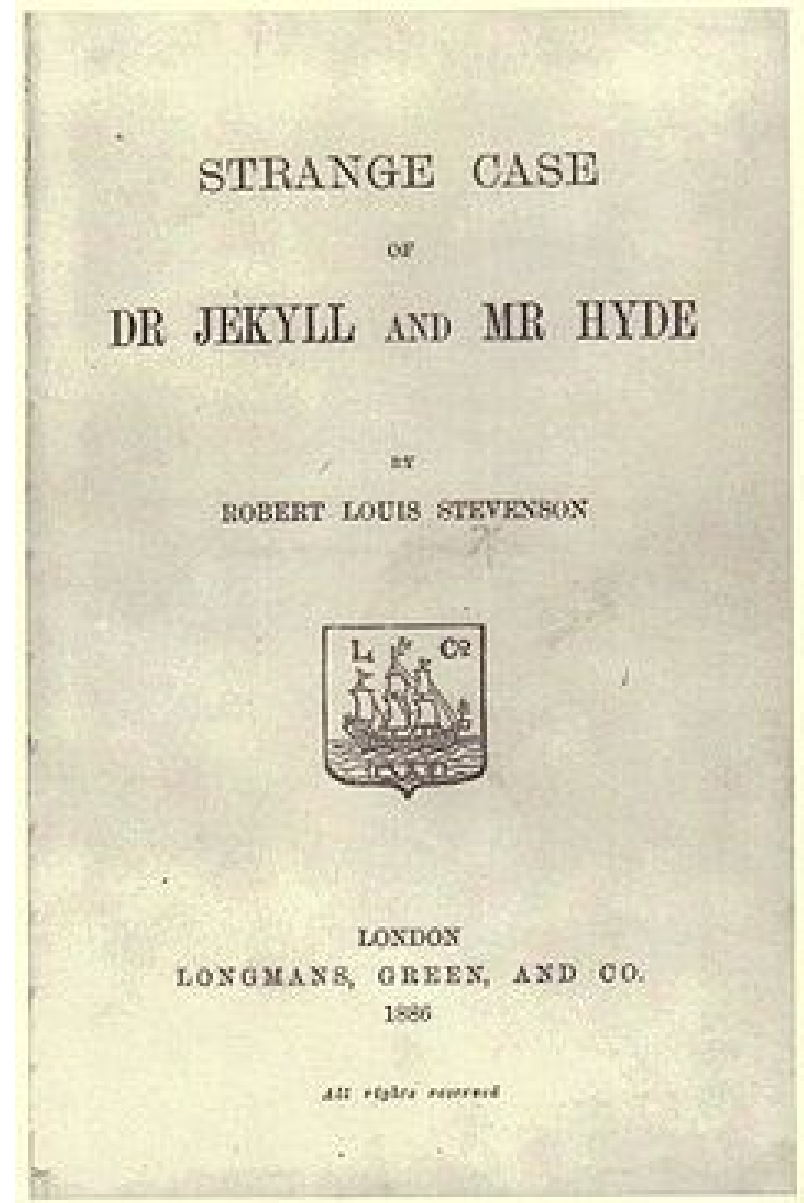 STRANGE CASE
OF
DR JEKYLL AND MR HYDE
BY
ROBERT LOUIS STEVENSON
L Co
LONDON
LONGMANS, GREEN, AND CO.
1886
All rights reserved